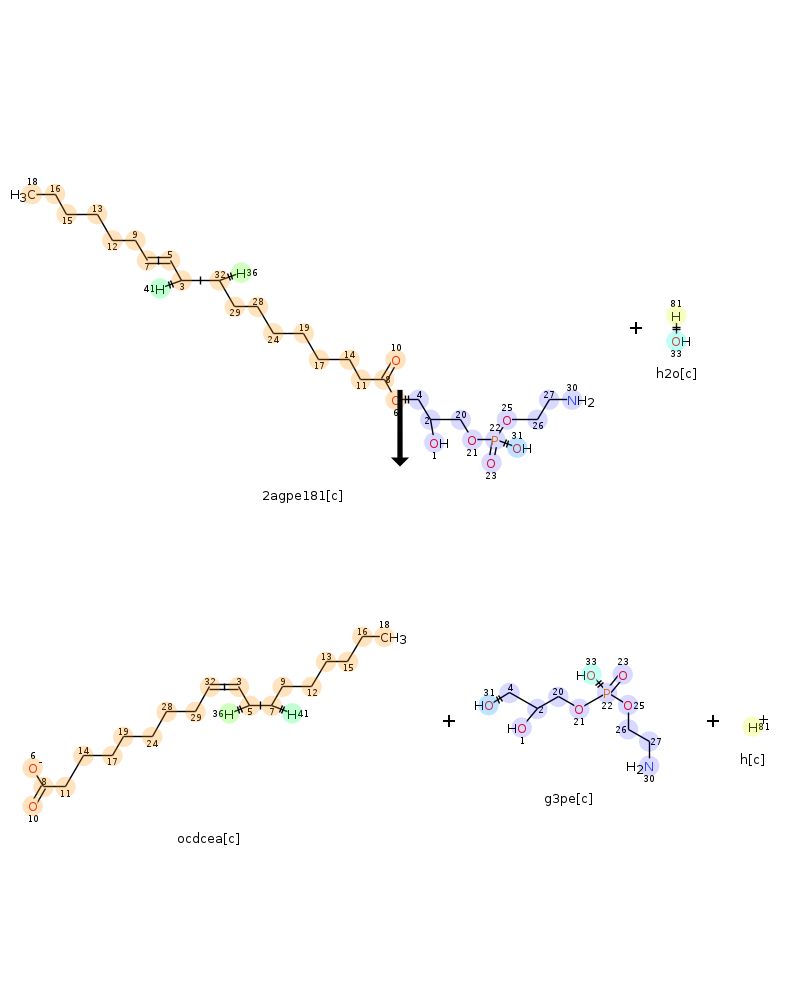 18 16
H₃C
15 13
12 9
7 5
41 H 3 32 H 36
29 28
24 19
17 14 10
11 8 O
O 6 4
2 20 25 27 30
O NH₂
OH 1 O 21 22 P 31 OH 26
O 23
+
81
H
OH
33
h2o[c]
2agpe181[c]
18
16 CH3
13 15
9 12
32 3
28 29 36 H 5 7 H 41
19 24
14 17
6
O -
8 11
O
10
ocdcea[c]
+
33 23
HO O
31 4 P 22
HO 20 O 25
2 O 21
HO 1 26 27
H₂N
30
g3pe[c]
+
H + 81
h[c]